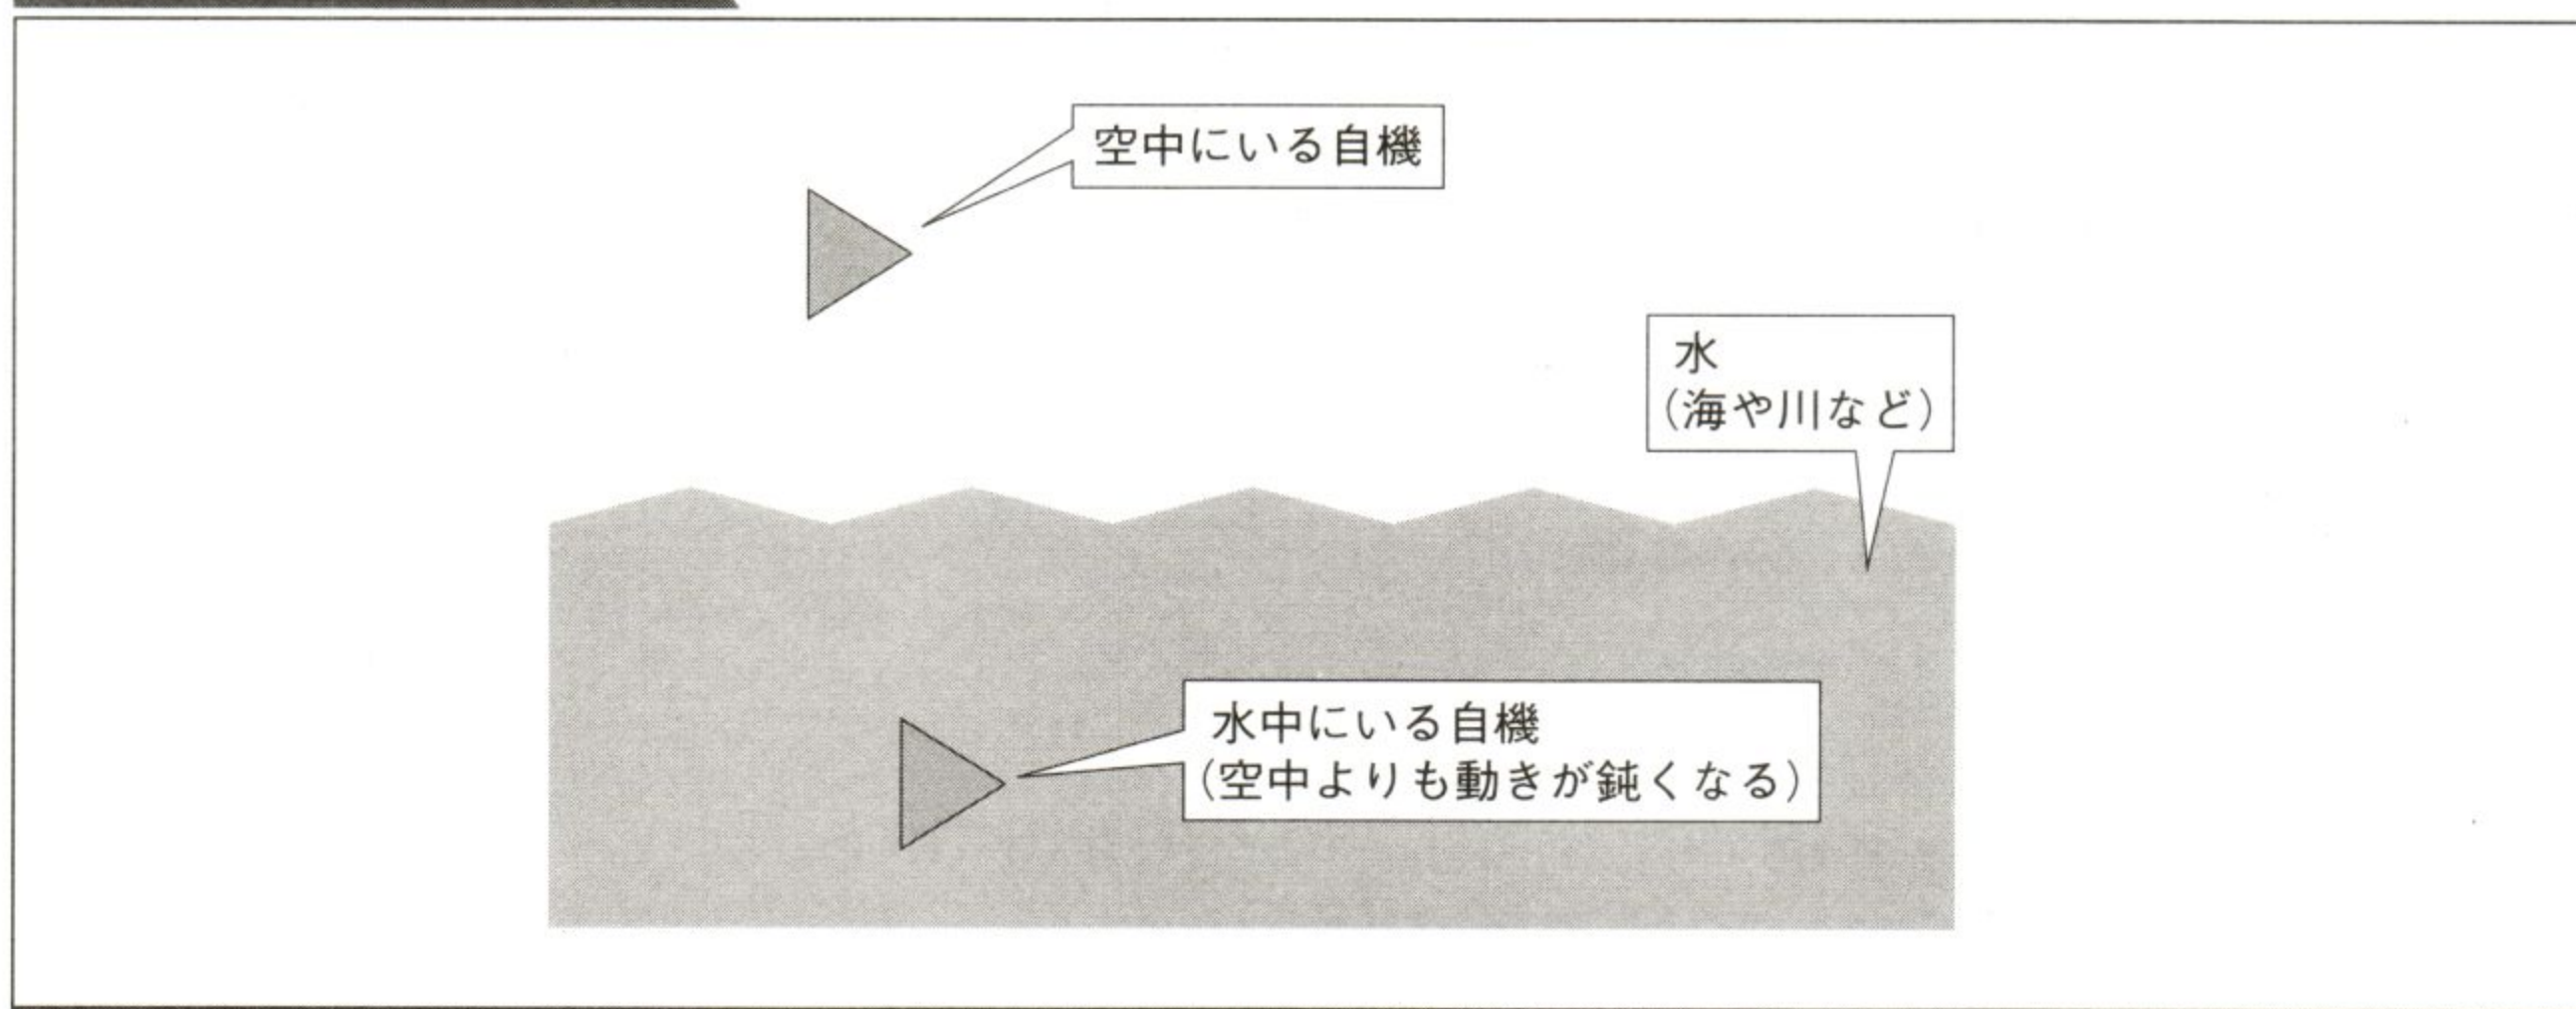 空中にいる自機
水
(海や川など)
水中にいる自機
(空中よりも動きが鈍くなる)